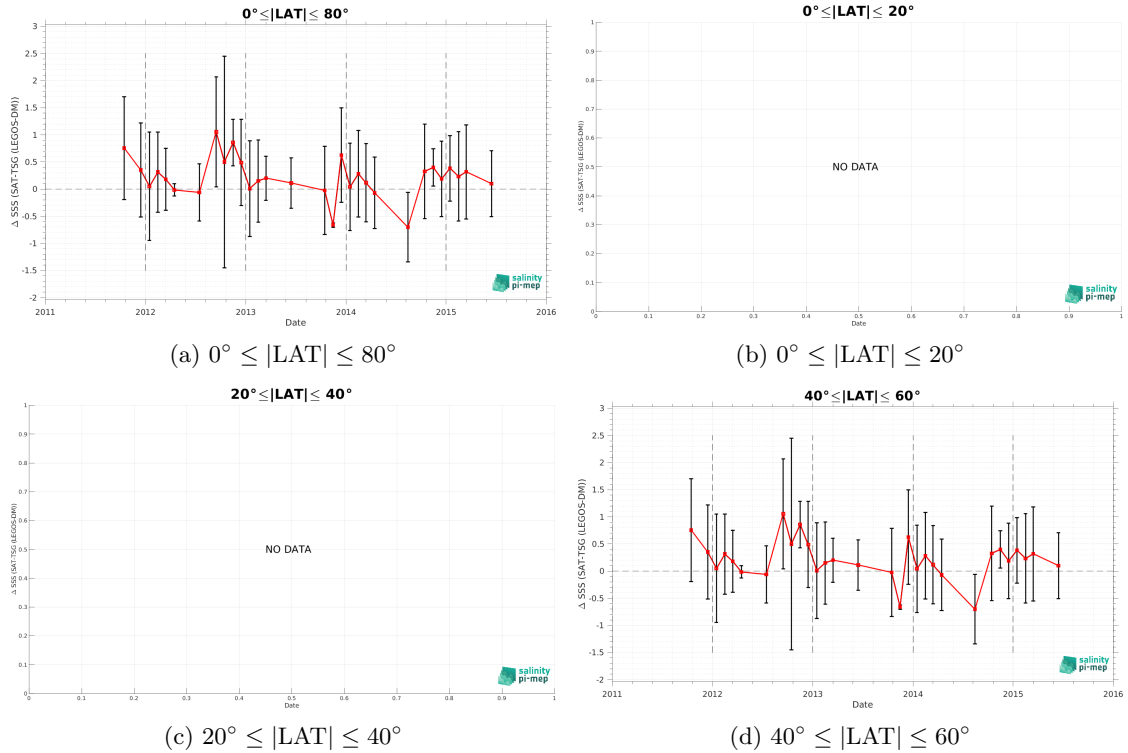 0°≤|LAT|≤ 80°
Δ SSS (SAT-TSG (LEGOS-DM))
3
2.5
2
1.5
1
0.5
0
-0.5
-1
-1.5
-2
2011 2012 2013 2014 2015 2016
Date
salinity
pi-mep
(a) 0° ≤ |LAT| ≤ 80°
0°≤|LAT|≤ 20°
Δ SSS (SAT-TSG (LEGOS-DM))
1
0.9
0.8
0.7
0.6
0.5
0.4
0.3
0.2
0.1
0
NO DATA
0 0.1 0.2 0.3 0.4 0.5 0.6 0.7 0.8 0.9 1
Date
salinity
pi-mep
(b) 0° ≤ |LAT| ≤ 20°
20°≤|LAT|≤ 40°
Δ SSS (SAT-TSG (LEGOS-DM))
1
0.9
0.8
0.7
0.6
0.5
0.4
0.3
0.2
0.1
0
NO DATA
0 0.1 0.2 0.3 0.4 0.5 0.6 0.7 0.8 0.9 1
Date
salinity
pi-mep
(c) 20° ≤ |LAT| ≤ 40°
40°≤|LAT|≤ 60°
Δ SSS (SAT-TSG (LEGOS-DM))
3
2.5
2
1.5
1
0.5
0
-0.5
-1
-1.5
-2
2011 2012 2013 2014 2015 2016
Date
salinity
pi-mep
(d) 40° ≤ |LAT| ≤ 60°